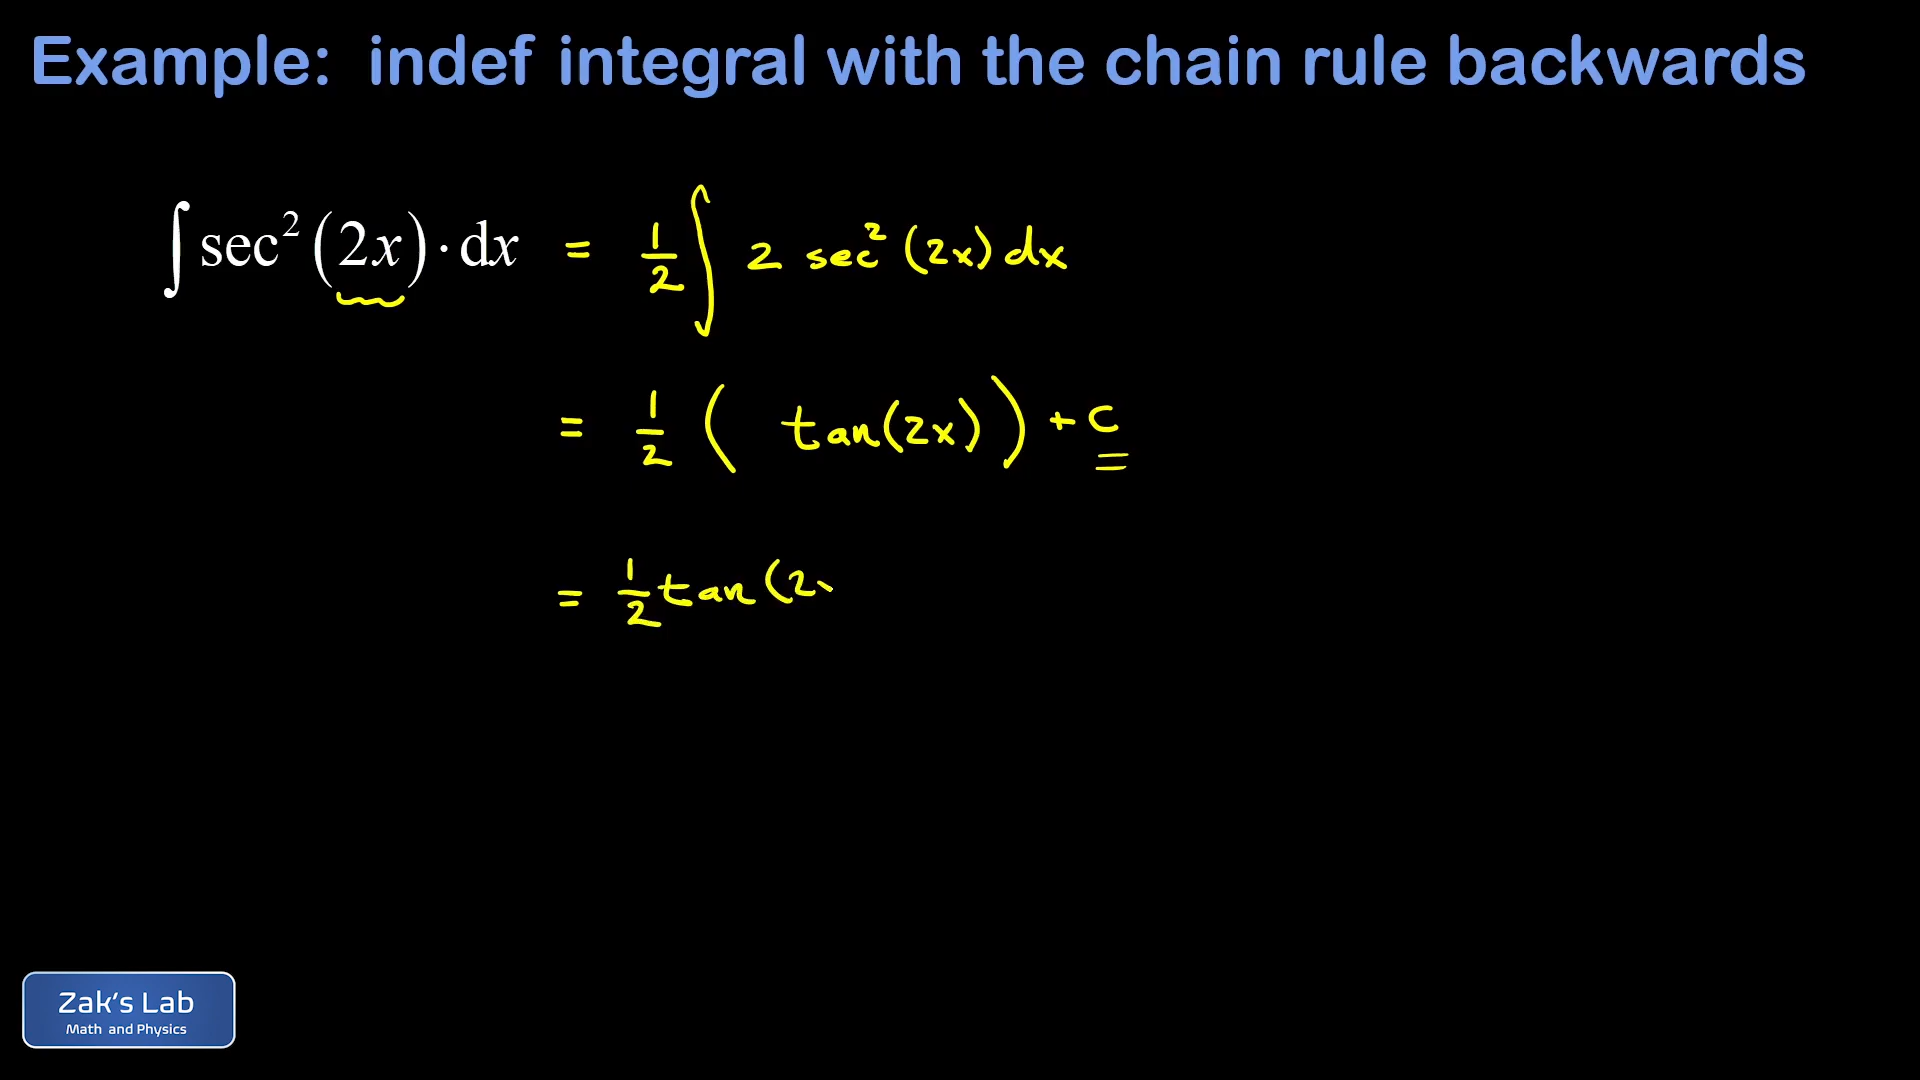 Example: indef integral with the chain rule backwards
∫ sec² (2x) · dx = 1/2 ∫ 2 sec² (2x) dx
= 1/2 ( tan(2x) ) + C
= 1/2 tan (2
Zak's Lab
Math and Physics